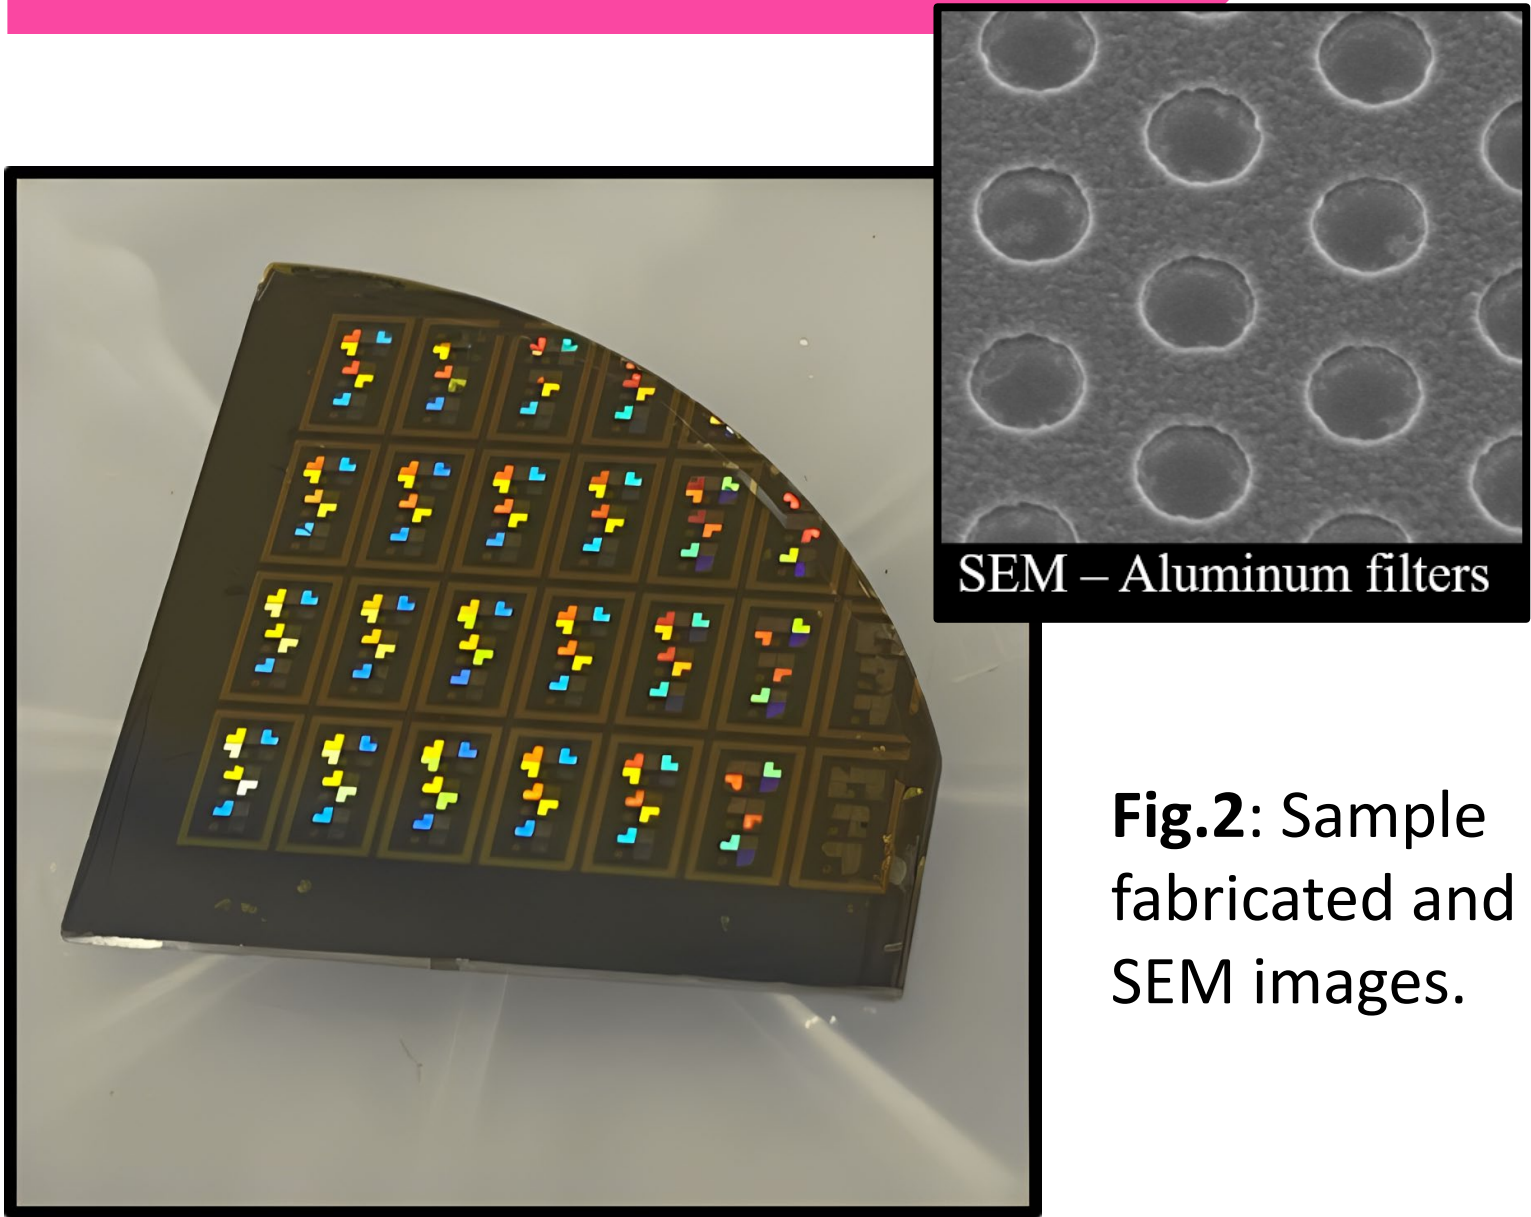 SEM – Aluminum filters
Fig.2: Sample
fabricated and
SEM images.